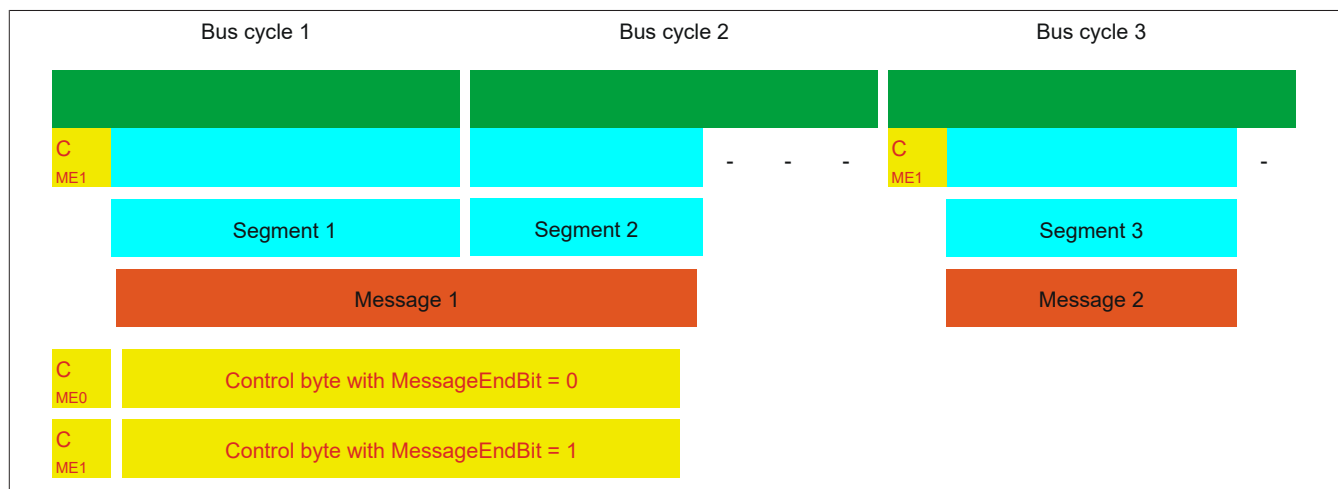 Bus cycle 1 Bus cycle 2 Bus cycle 3
C C
ME1 - - - ME1 -
Segment 1 Segment 2 Segment 3
Message 1 Message 2
C
ME0 Control byte with MessageEndBit = 0
C
ME1 Control byte with MessageEndBit = 1